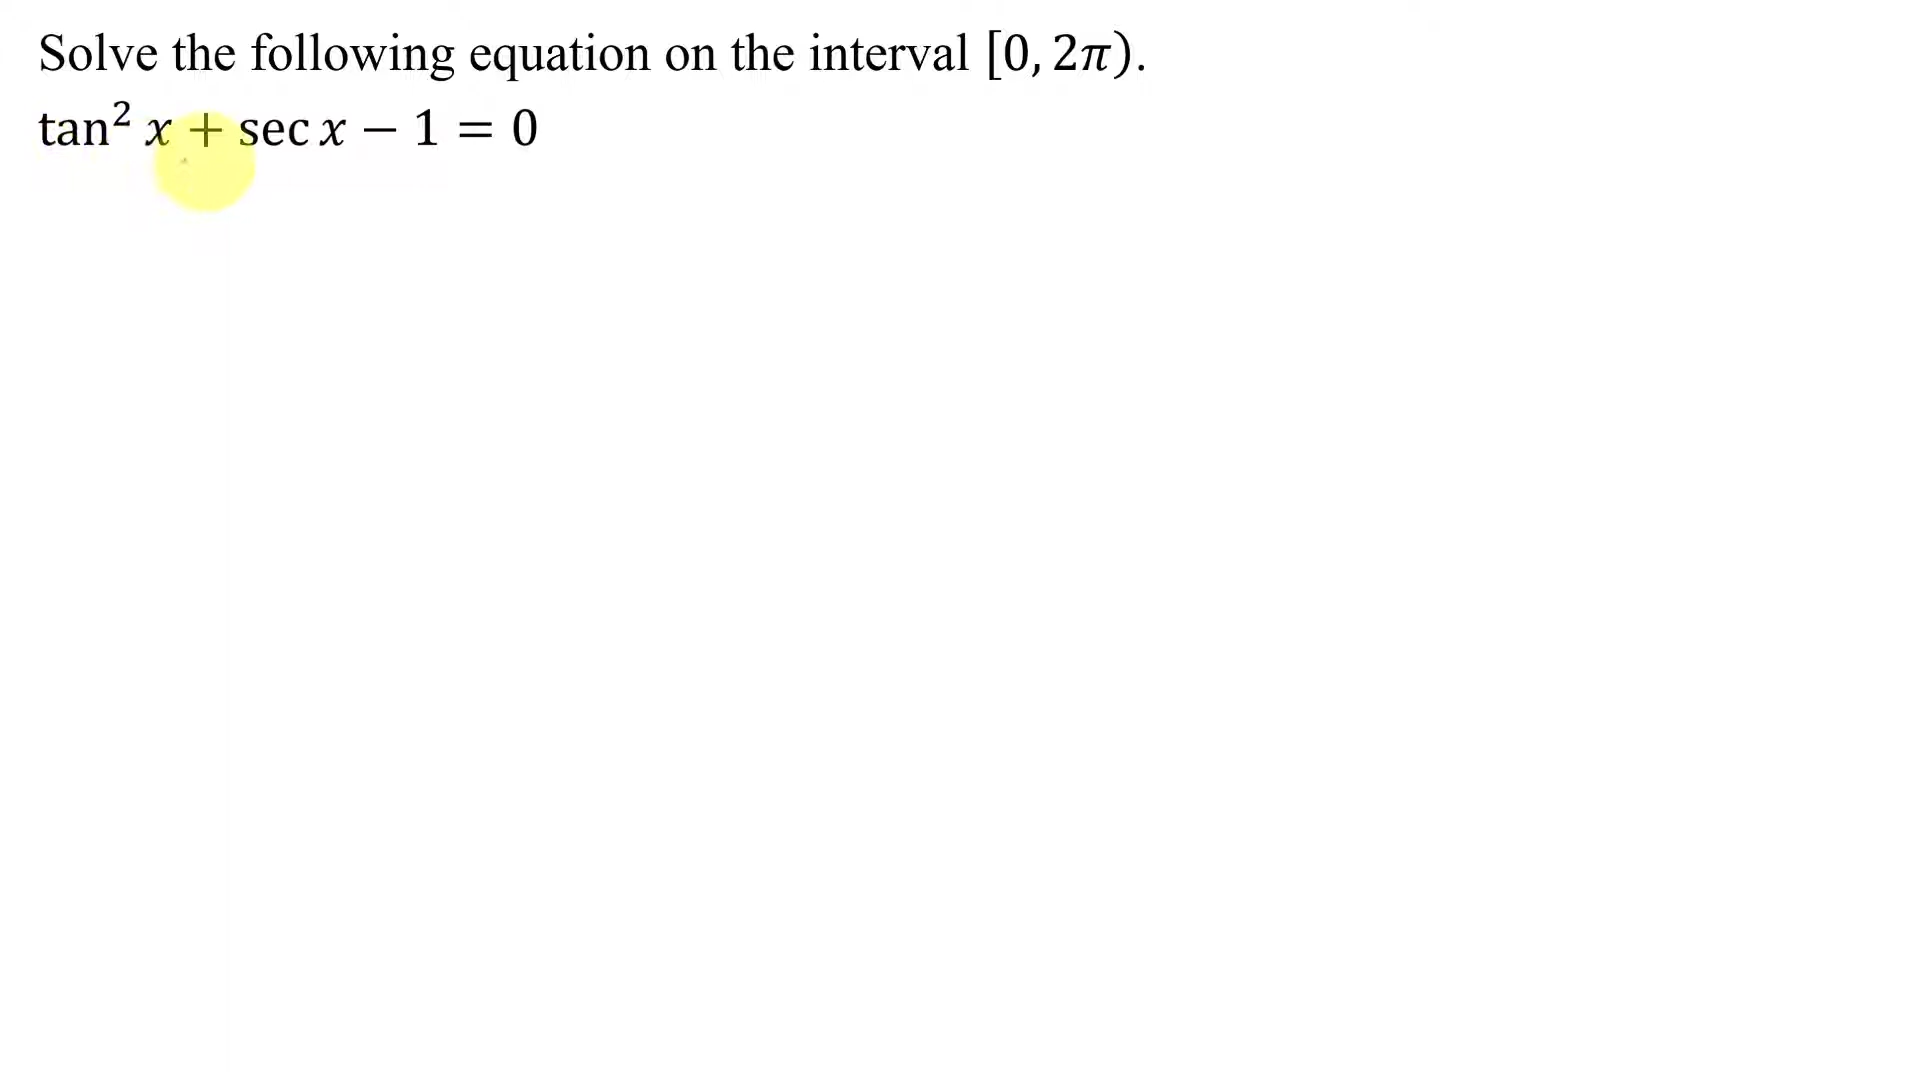 Solve the following equation on the interval [0, 2π).
tan² x + sec x − 1 = 0